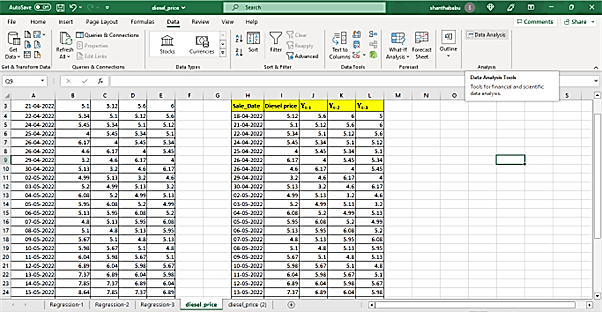 AutoSave Off diesel_price Search shanthababu
File Home Insert Page Layout Formulas Data Review View Help Comments Share
Get Data Refresh All Queries & Connections Properties Edit Links Stocks Currencies Sort Filter Clear Reapply Advanced Text to Columns What-If Analysis Forecast Sheet Outline Data Analysis
Get & Transform Data Queries & Connections Data Types Sort & Filter Data Tools Forecast Analysis
Q9 fx
Data Analysis Tools
Tools for financial and scientific
data analysis.
A B C D E F G H I J K L M N O S
3 21-04-2022 5.1 5.12 5.6 6 Sale_Date Diesel price Yt-1 Yt-2 Yt-3
4 22-04-2022 5.34 5.1 5.12 5.6 18-04-2022 5.12 5.6 6 5
5 24-04-2022 5.45 5.34 5.1 5.12 21-04-2022 5.1 5.12 5.6 6
6 25-04-2022 4 5.45 5.34 5.1 22-04-2022 5.34 5.1 5.12 5.6
7 26-04-2022 6.17 4 5.45 5.34 24-04-2022 5.45 5.34 5.1 5.12
8 28-04-2022 4.6 6.17 4 5.45 25-04-2022 4 5.45 5.34 5.1
9 29-04-2022 3.2 4.6 6.17 4 26-04-2022 6.17 4 5.45 5.34
10 30-04-2022 5.13 3.2 4.6 6.17 28-04-2022 4.6 6.17 4 5.45
11 02-05-2022 4.99 5.13 3.2 4.6 29-04-2022 3.2 4.6 6.17 4
12 03-05-2022 5.2 4.99 5.13 3.2 30-04-2022 5.13 3.2 4.6 6.17
13 04-05-2022 6.08 5.2 4.99 5.13 02-05-2022 4.99 5.13 3.2 4.6
14 05-05-2022 5.95 6.08 5.2 4.99 03-05-2022 5.2 4.99 5.13 3.2
15 06-05-2022 5.13 5.95 6.08 5.2 04-05-2022 6.08 5.2 4.99 5.13
16 07-05-2022 4.8 5.13 5.95 6.08 05-05-2022 5.95 6.08 5.2 4.99
17 08-05-2022 5.1 4.8 5.13 5.95 06-05-2022 5.13 5.95 6.08 5.2
18 09-05-2022 5.67 5.1 4.8 5.13 07-05-2022 4.8 5.13 5.95 6.08
19 10-05-2022 5.98 5.67 5.1 4.8 08-05-2022 5.1 4.8 5.13 5.95
20 11-05-2022 6.04 5.98 5.67 5.1 09-05-2022 5.67 5.1 4.8 5.13
21 12-05-2022 6.89 6.04 5.98 5.67 10-05-2022 5.98 5.67 5.1 4.8
22 13-05-2022 7.37 6.89 6.04 5.98 11-05-2022 6.04 5.98 5.67 5.1
23 14-05-2022 7.85 7.37 6.89 6.04 12-05-2022 6.89 6.04 5.98 5.67
24 15-05-2022 8.64 7.85 7.37 6.89 13-05-2022 7.37 6.89 6.04 5.98
Regression-1 Regression-2 Regression-3 diesel_price diesel_price (2)